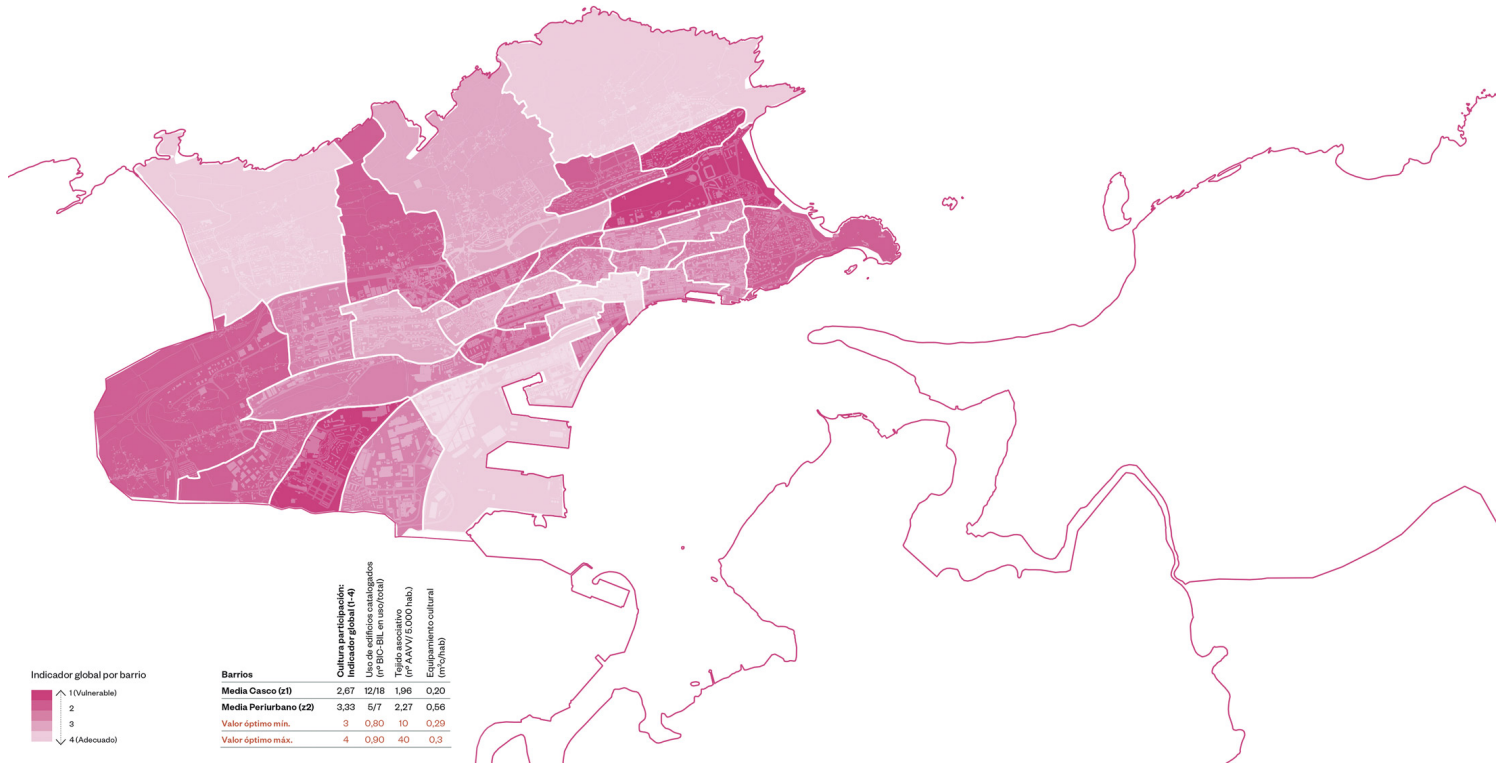 Indicador global por barrio
1 (Vulnerable)
2
3
4 (Adecuado)
Barrios
Cultura participación:
Indicador global (1-4)
Uso de edificios catalogados
(nº BIC-BIL en uso/total)
Tejido asociativo
(nº AAVV/ 5.000 hab.)
Equipamiento cultural
(m²c/hab)
Media Casco (z1) 2,67 12/18 1,96 0,20
Media Periurbano (z2) 3,33 5/7 2,27 0,56
Valor óptimo mín. 3 0,80 10 0,29
Valor óptimo máx. 4 0,90 40 0,3